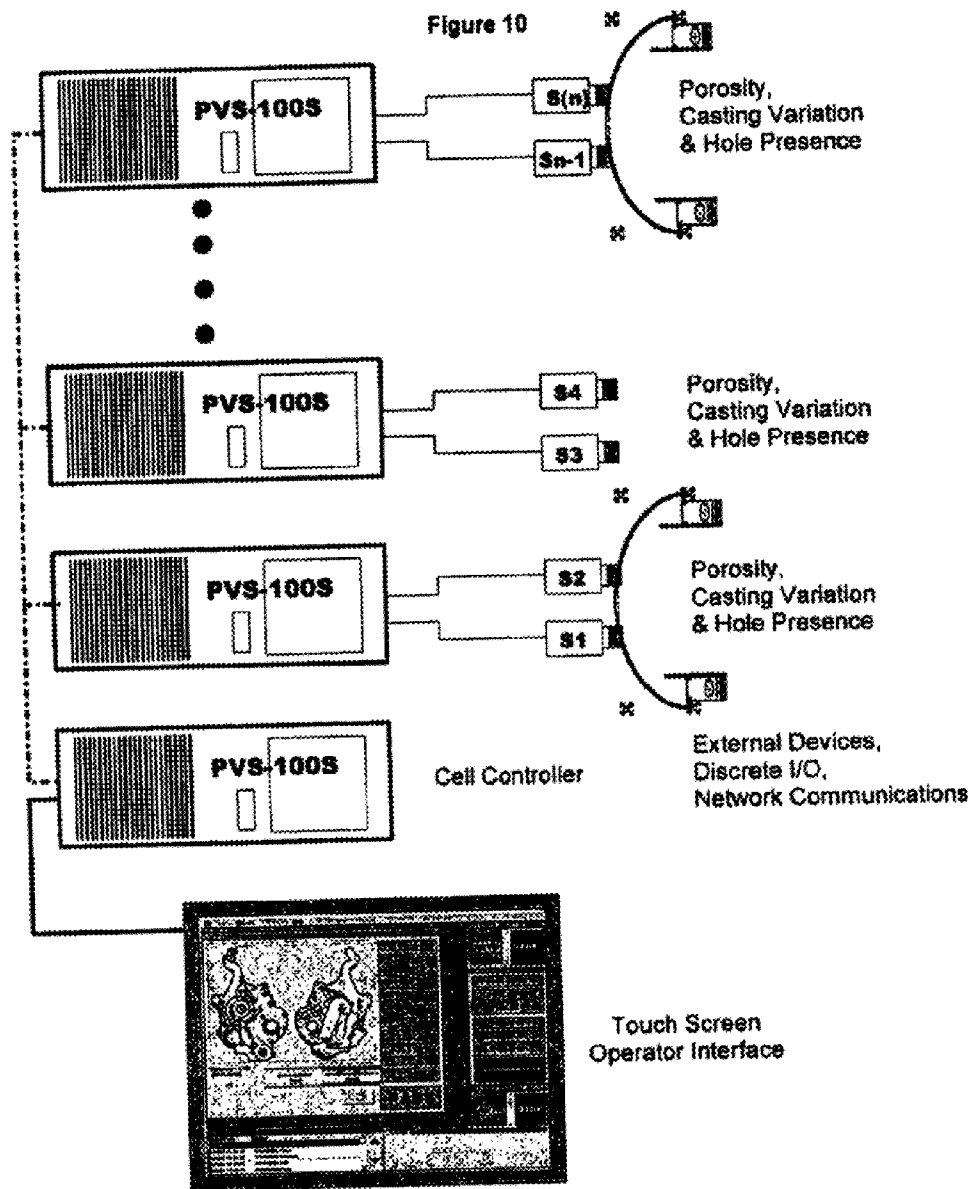 Figure 10
PVS-100S
S(n)
Sn-1
Porosity,
Casting Variation
& Hole Presence
PVS-100S
S4
S3
Porosity,
Casting Variation
& Hole Presence
PVS-100S
S2
S1
Porosity,
Casting Variation
& Hole Presence
PVS-100S
Cell Controller
External Devices,
Discrete I/O,
Network Communications
Touch Screen
Operator Interface